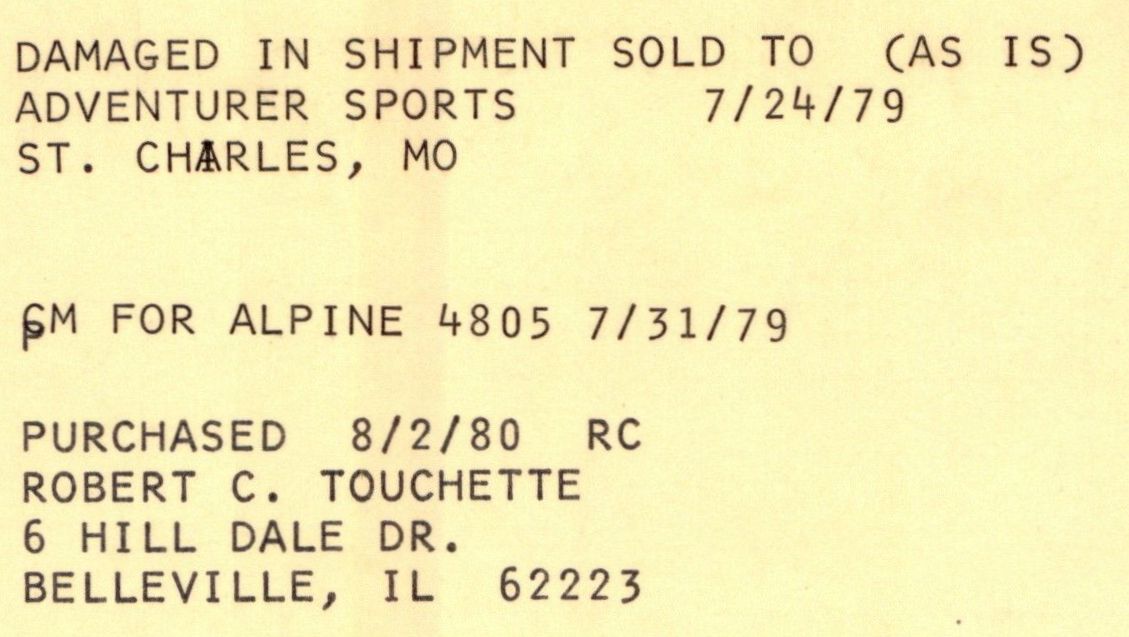 DAMAGED IN SHIPMENT SOLD TO (AS IS)
ADVENTURER SPORTS 7/24/79
ST. CHARLES, MO
FOR ALPINE 4805 7/31/79
PURCHASED 8/2/80 RC
ROBERT C. TOUCHETTE
6 HILL DALE DR.
BELLEVILLE, IL 62223